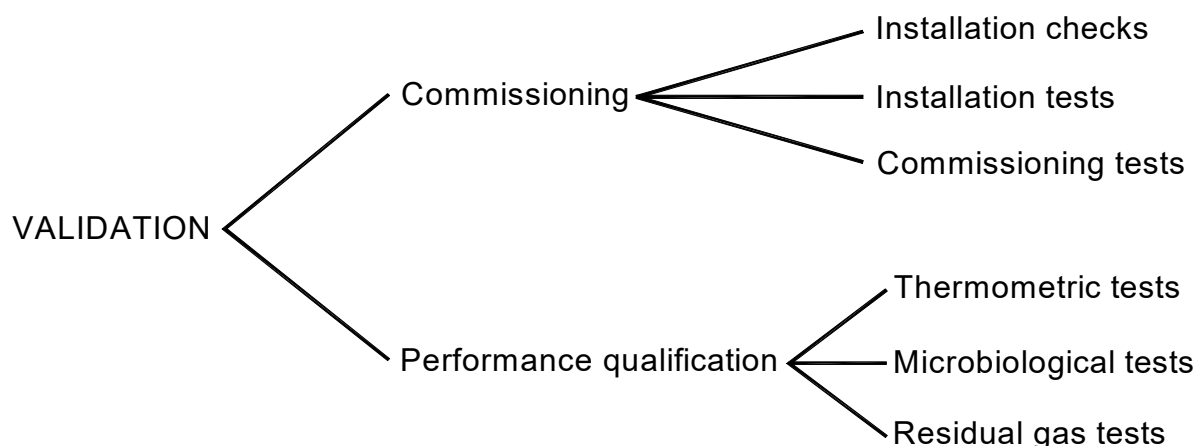 VALIDATION
Commissioning
Installation checks
Installation tests
Commissioning tests
Performance qualification
Thermometric tests
Microbiological tests
Residual gas tests